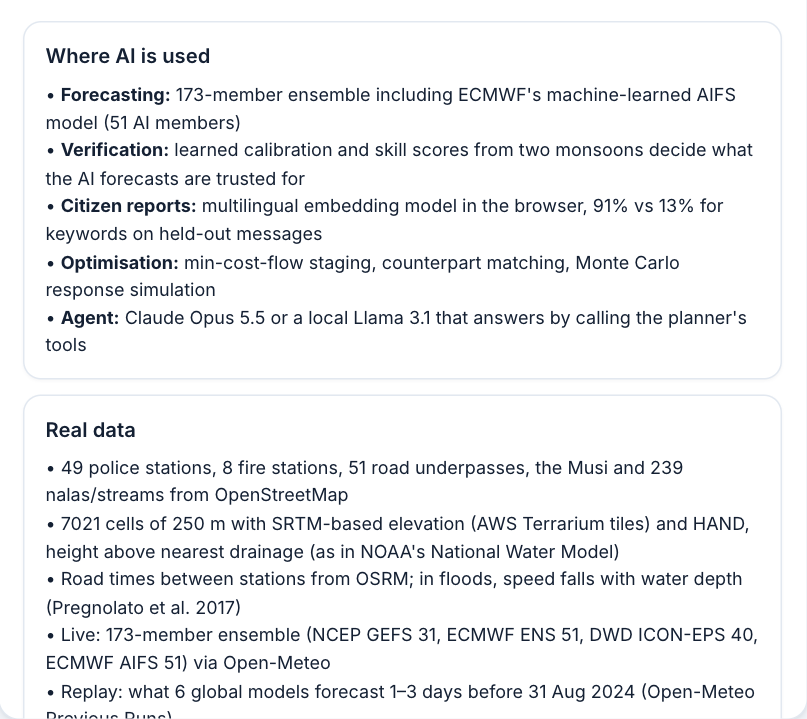 Where AI is used
• Forecasting: 173-member ensemble including ECMWF's machine-learned AIFS
model (51 AI members)
• Verification: learned calibration and skill scores from two monsoons decide what
the AI forecasts are trusted for
• Citizen reports: multilingual embedding model in the browser, 91% vs 13% for
keywords on held-out messages
• Optimisation: min-cost-flow staging, counterpart matching, Monte Carlo
response simulation
• Agent: Claude Opus 5.5 or a local Llama 3.1 that answers by calling the planner's
tools
Real data
• 49 police stations, 8 fire stations, 51 road underpasses, the Musi and 239
nalas/streams from OpenStreetMap
• 7021 cells of 250 m with SRTM-based elevation (AWS Terrarium tiles) and HAND,
height above nearest drainage (as in NOAA's National Water Model)
• Road times between stations from OSRM; in floods, speed falls with water depth
(Pregnolato et al. 2017)
• Live: 173-member ensemble (NCEP GEFS 31, ECMWF ENS 51, DWD ICON-EPS 40,
ECMWF AIFS 51) via Open-Meteo
• Replay: what 6 global models forecast 1–3 days before 31 Aug 2024 (Open-Meteo
Previous Runs)